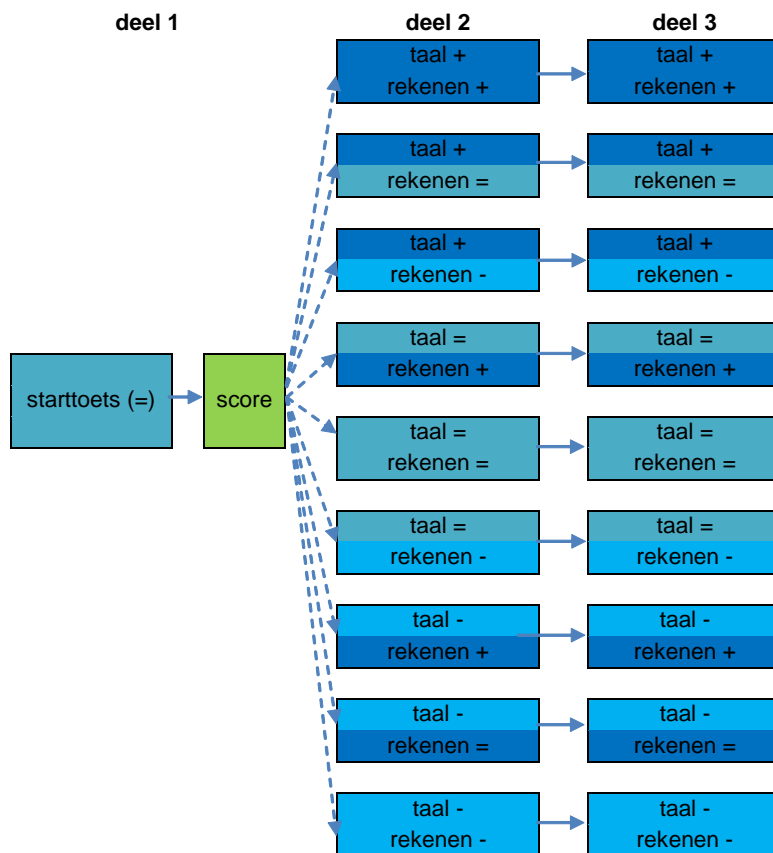 deel 1 deel 2 deel 3
taal + taal +
rekenen + rekenen +
taal + taal +
rekenen = rekenen =
taal + taal +
rekenen - rekenen -
taal = taal =
rekenen + rekenen +
starttoets (=) score
taal = taal =
rekenen = rekenen =
taal = taal =
rekenen - rekenen -
taal - taal -
rekenen + rekenen +
taal - taal -
rekenen = rekenen =
taal - taal -
rekenen - rekenen -